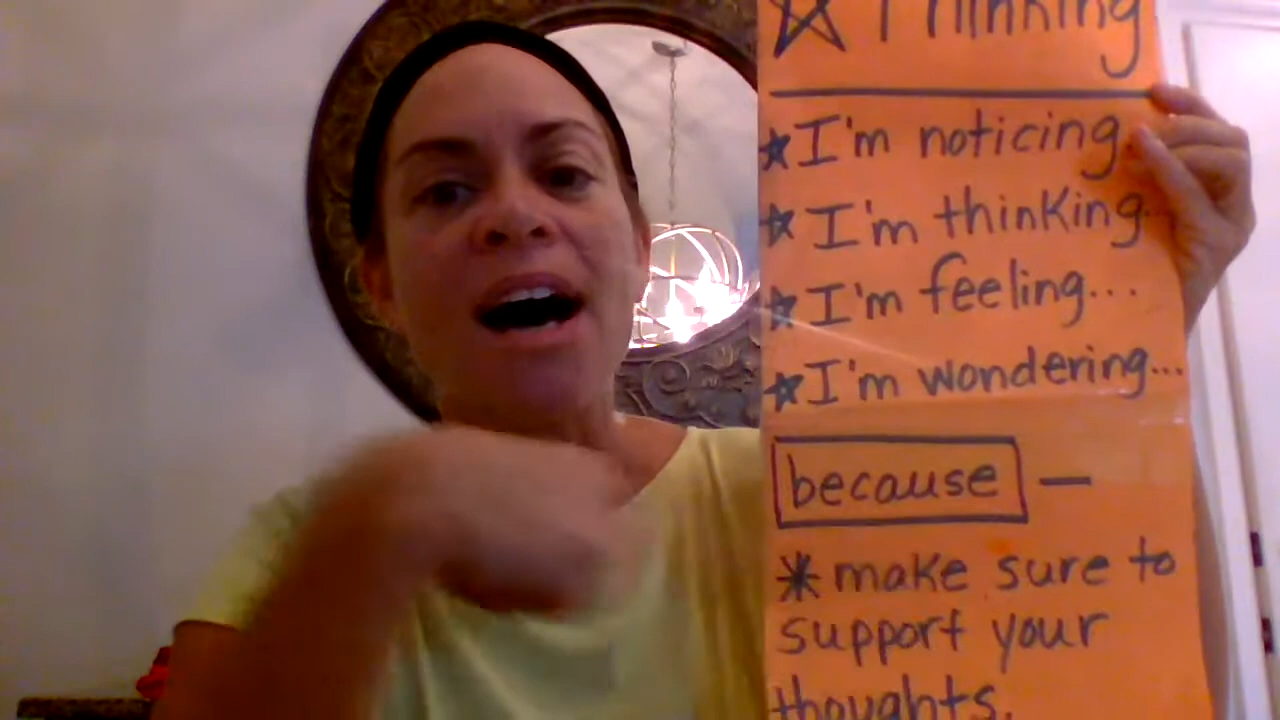 Thinking
I'm noticing
I'm thinking
I'm feeling...
I'm wondering...
because —
* make sure to
support your
thoughts.